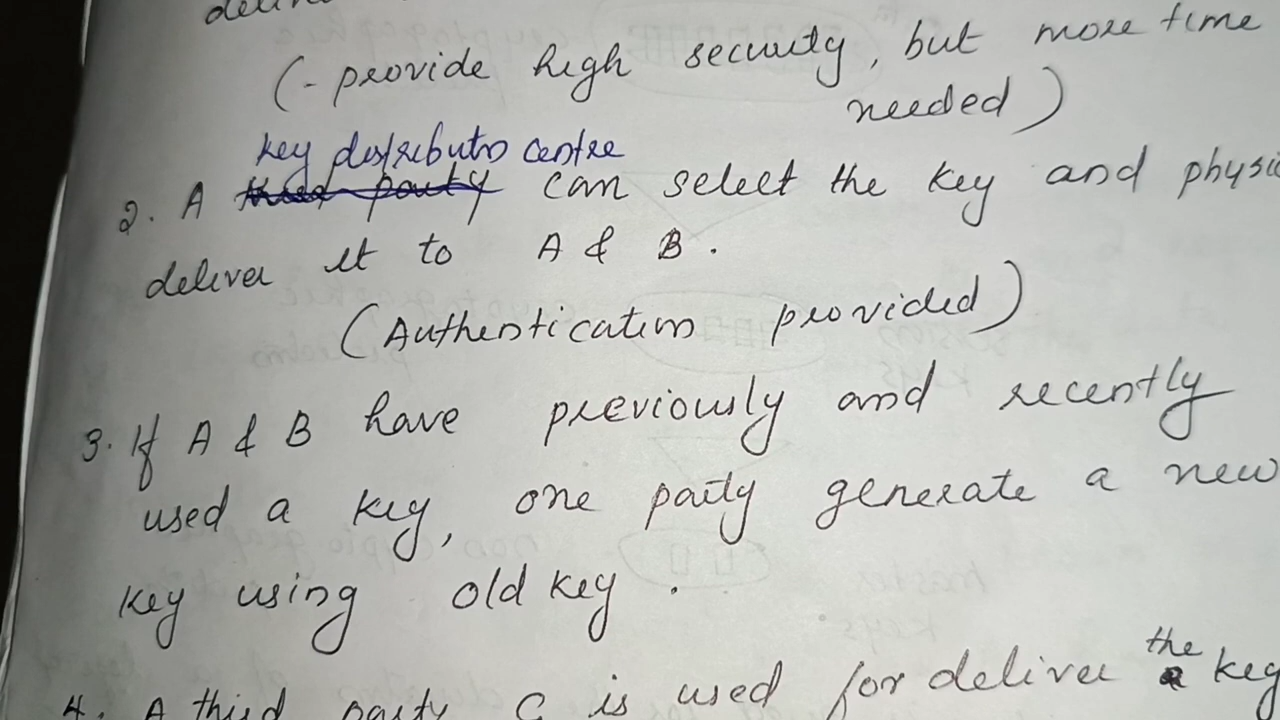 (- provide high security, but more time
needed)
key distributn centre
2. A third party can select the key and
deliver it to A & B.
(Authentication provided)
3. If A & B have previously and recently
used a key, one party generate a new
key using old key.
4. A third party C is used for deliver the key